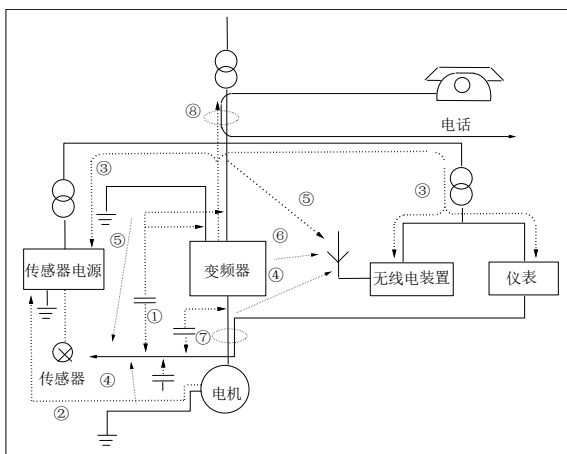 ⑧
电话
③
⑤
③
⑤
⑥
传感器电源
变频器
④
无线电装置
仪表
①
⑦
传感器
④
电机
②